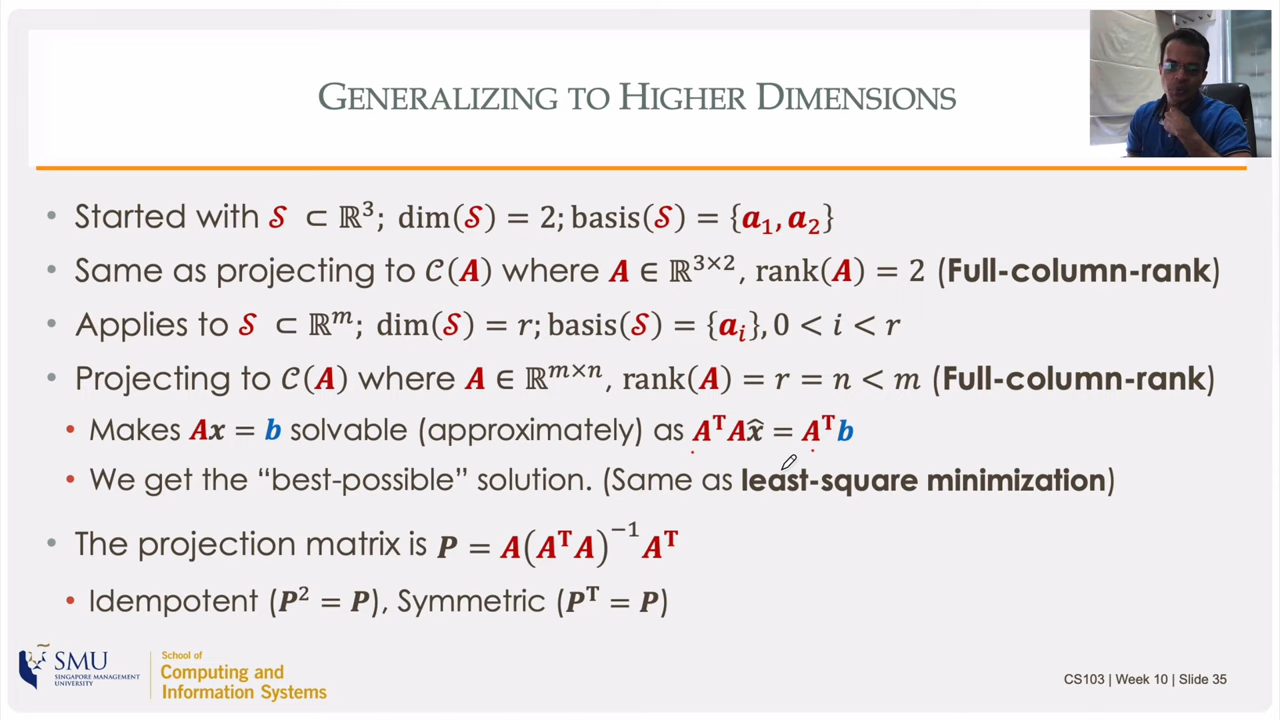 GENERALIZING TO HIGHER DIMENSIONS
• Started with 𝒮 ⊂ ℝ³; dim(𝒮) = 2; basis(𝒮) = {a₁, a₂}
• Same as projecting to 𝒞(A) where A ∈ ℝ³ˣ², rank(A) = 2 (Full-column-rank)
• Applies to 𝒮 ⊂ ℝᵐ; dim(𝒮) = r; basis(𝒮) = {aᵢ}, 0 < i < r
• Projecting to 𝒞(A) where A ∈ ℝᵐˣⁿ, rank(A) = r = n < m (Full-column-rank)
• Makes Ax = b solvable (approximately) as AᵀAx̂ = Aᵀb
• We get the “best-possible” solution. (Same as least-square minimization)
• The projection matrix is P = A(AᵀA)⁻¹Aᵀ
• Idempotent (P² = P), Symmetric (Pᵀ = P)
SMU
SINGAPORE MANAGEMENT
UNIVERSITY
School of
Computing and
Information Systems
CS103 | Week 10 | Slide 35